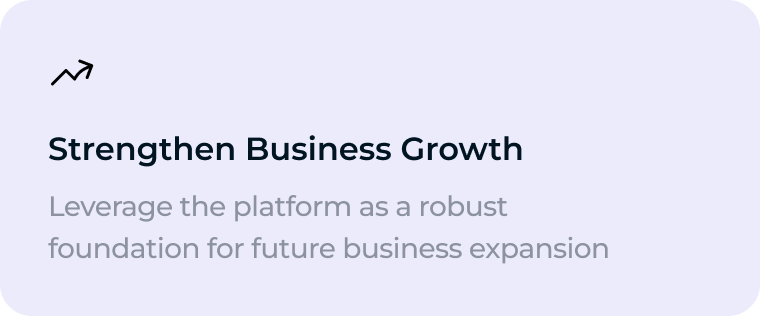 Strengthen Business Growth
Leverage the platform as a robust
foundation for future business expansion